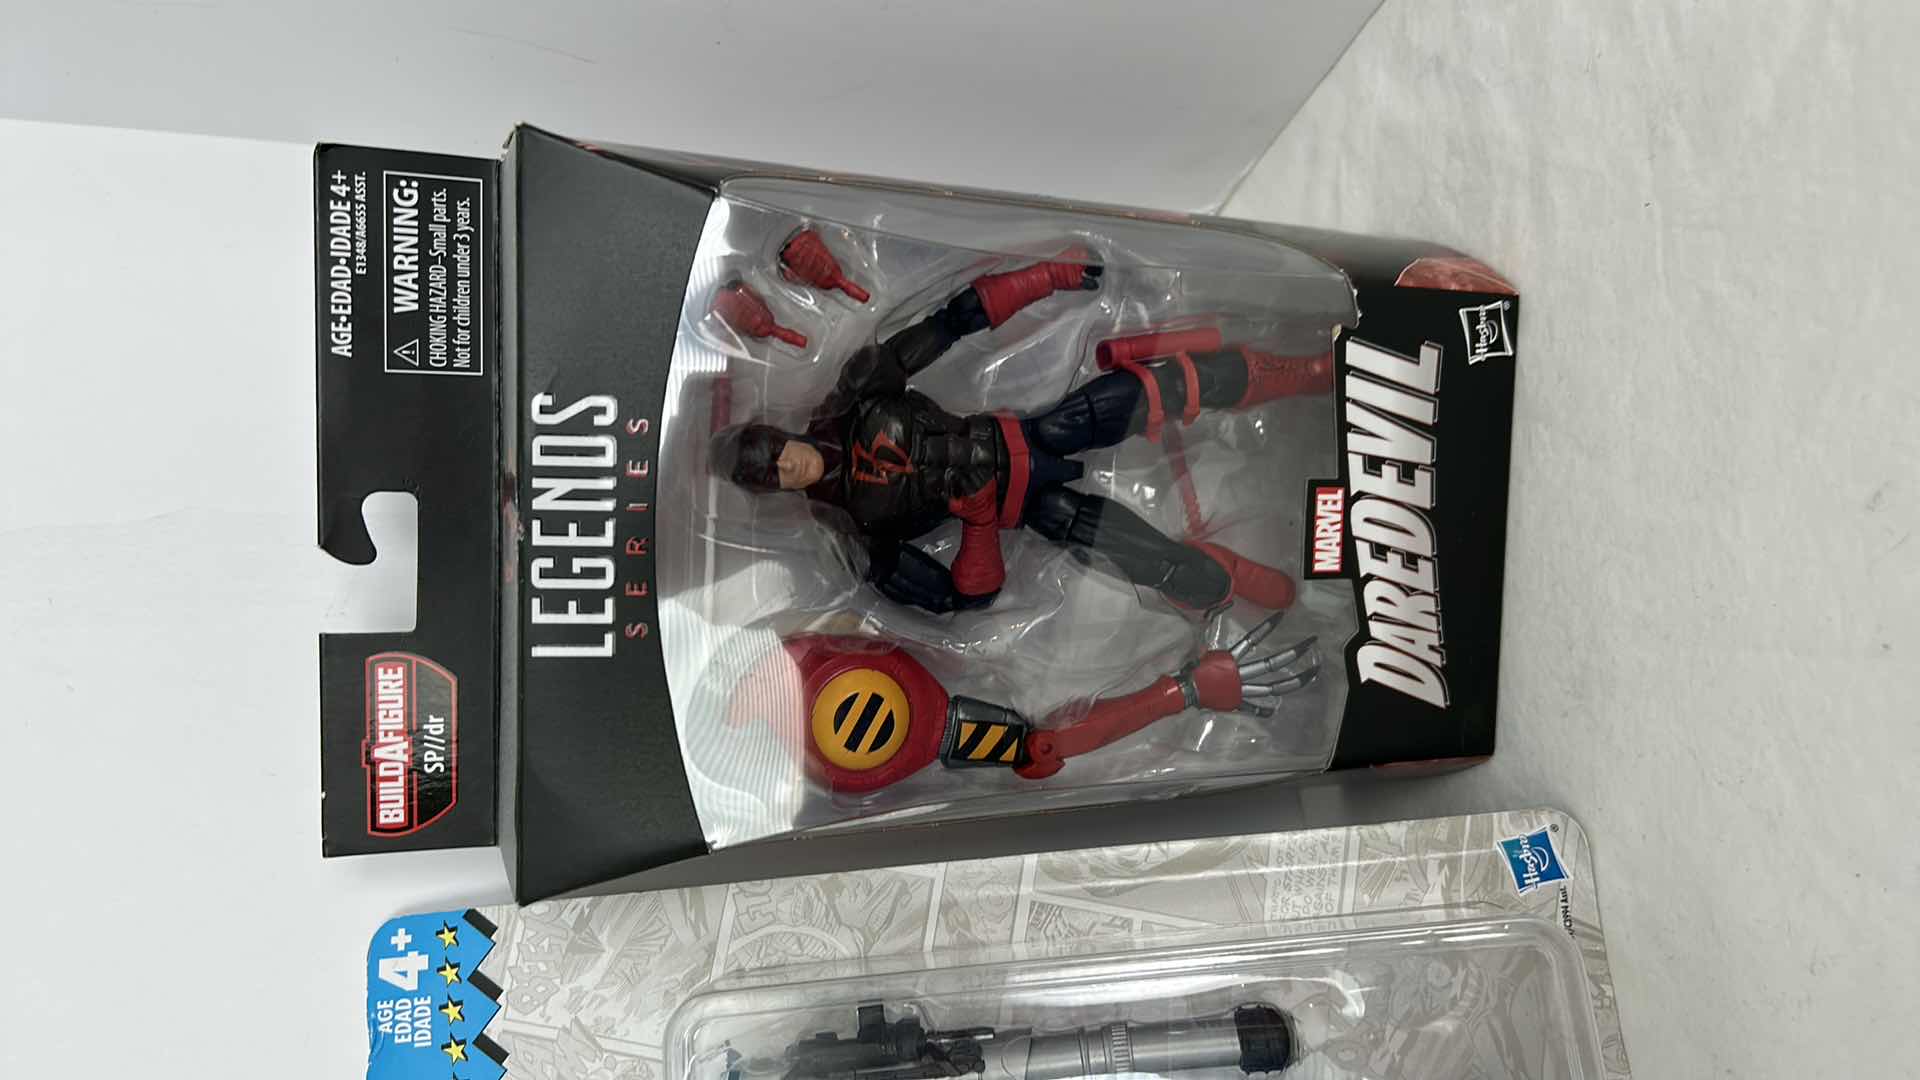 AGE•EDAD•IDADE 4+
E1348/A6655 ASST.
WARNING:
CHOKING HAZARD–Small parts.
Not for children under 3 years.
BUILDAFIGURE
SP//dr
LEGENDS
SERIES
MARVEL
DAREDEVIL
Hasbro
AGE
EDAD
IDADE
4+
Hasbro